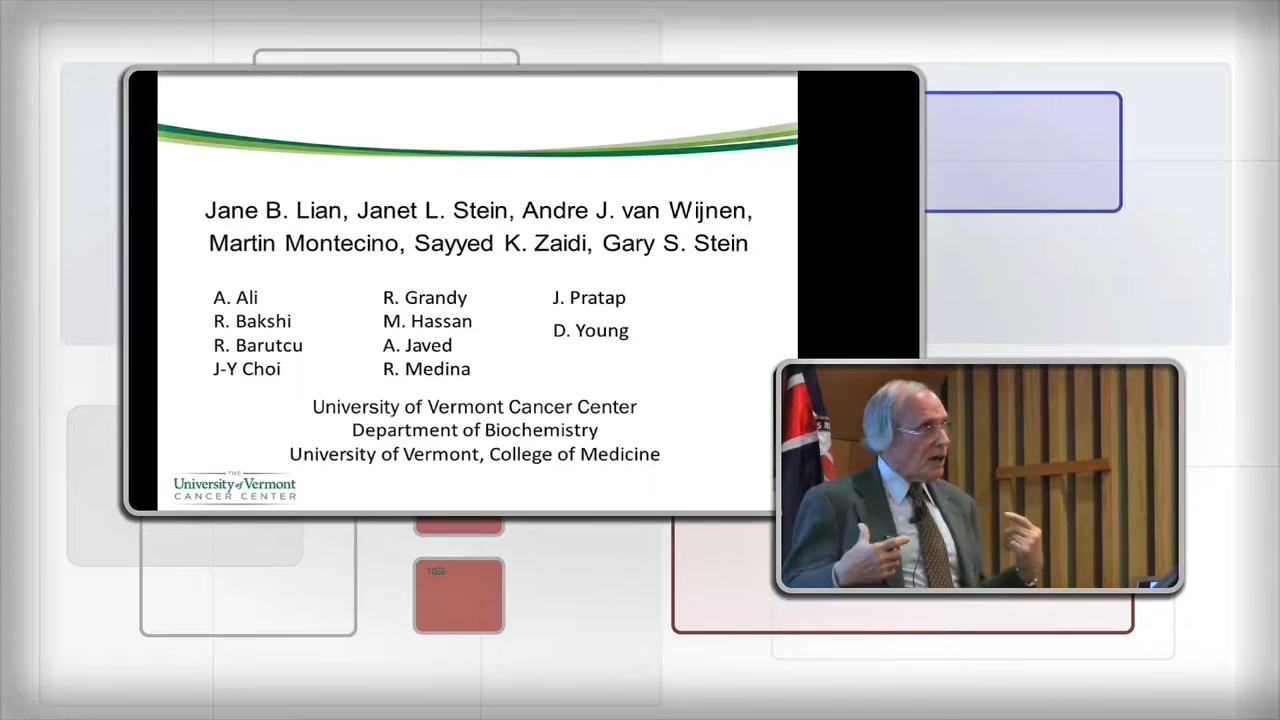 Jane B. Lian, Janet L. Stein, Andre J. van Wijnen,
Martin Montecino, Sayyed K. Zaidi, Gary S. Stein
A. Ali
R. Bakshi
R. Barutcu
J-Y Choi
R. Grandy
M. Hassan
A. Javed
R. Medina
J. Pratap
D. Young
University of Vermont Cancer Center
Department of Biochemistry
University of Vermont, College of Medicine
THE
University of Vermont
CANCER CENTER